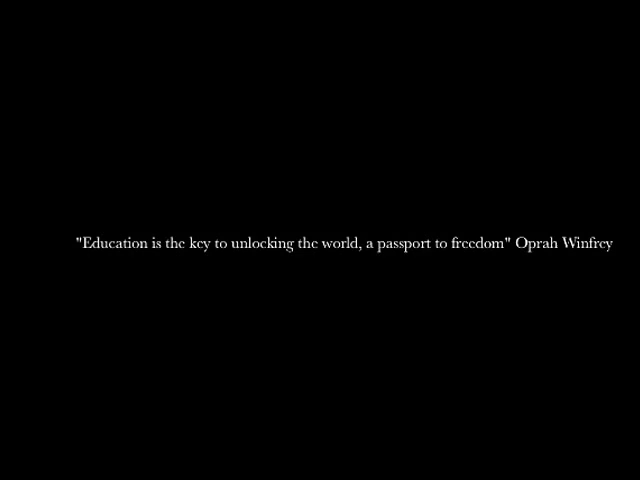 "Education is the key to unlocking the world, a passport to freedom" Oprah Winfrey